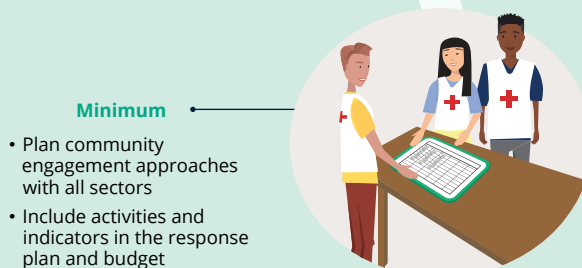 Minimum
• Plan community
engagement approaches
with all sectors
• Include activities and
indicators in the response
plan and budget